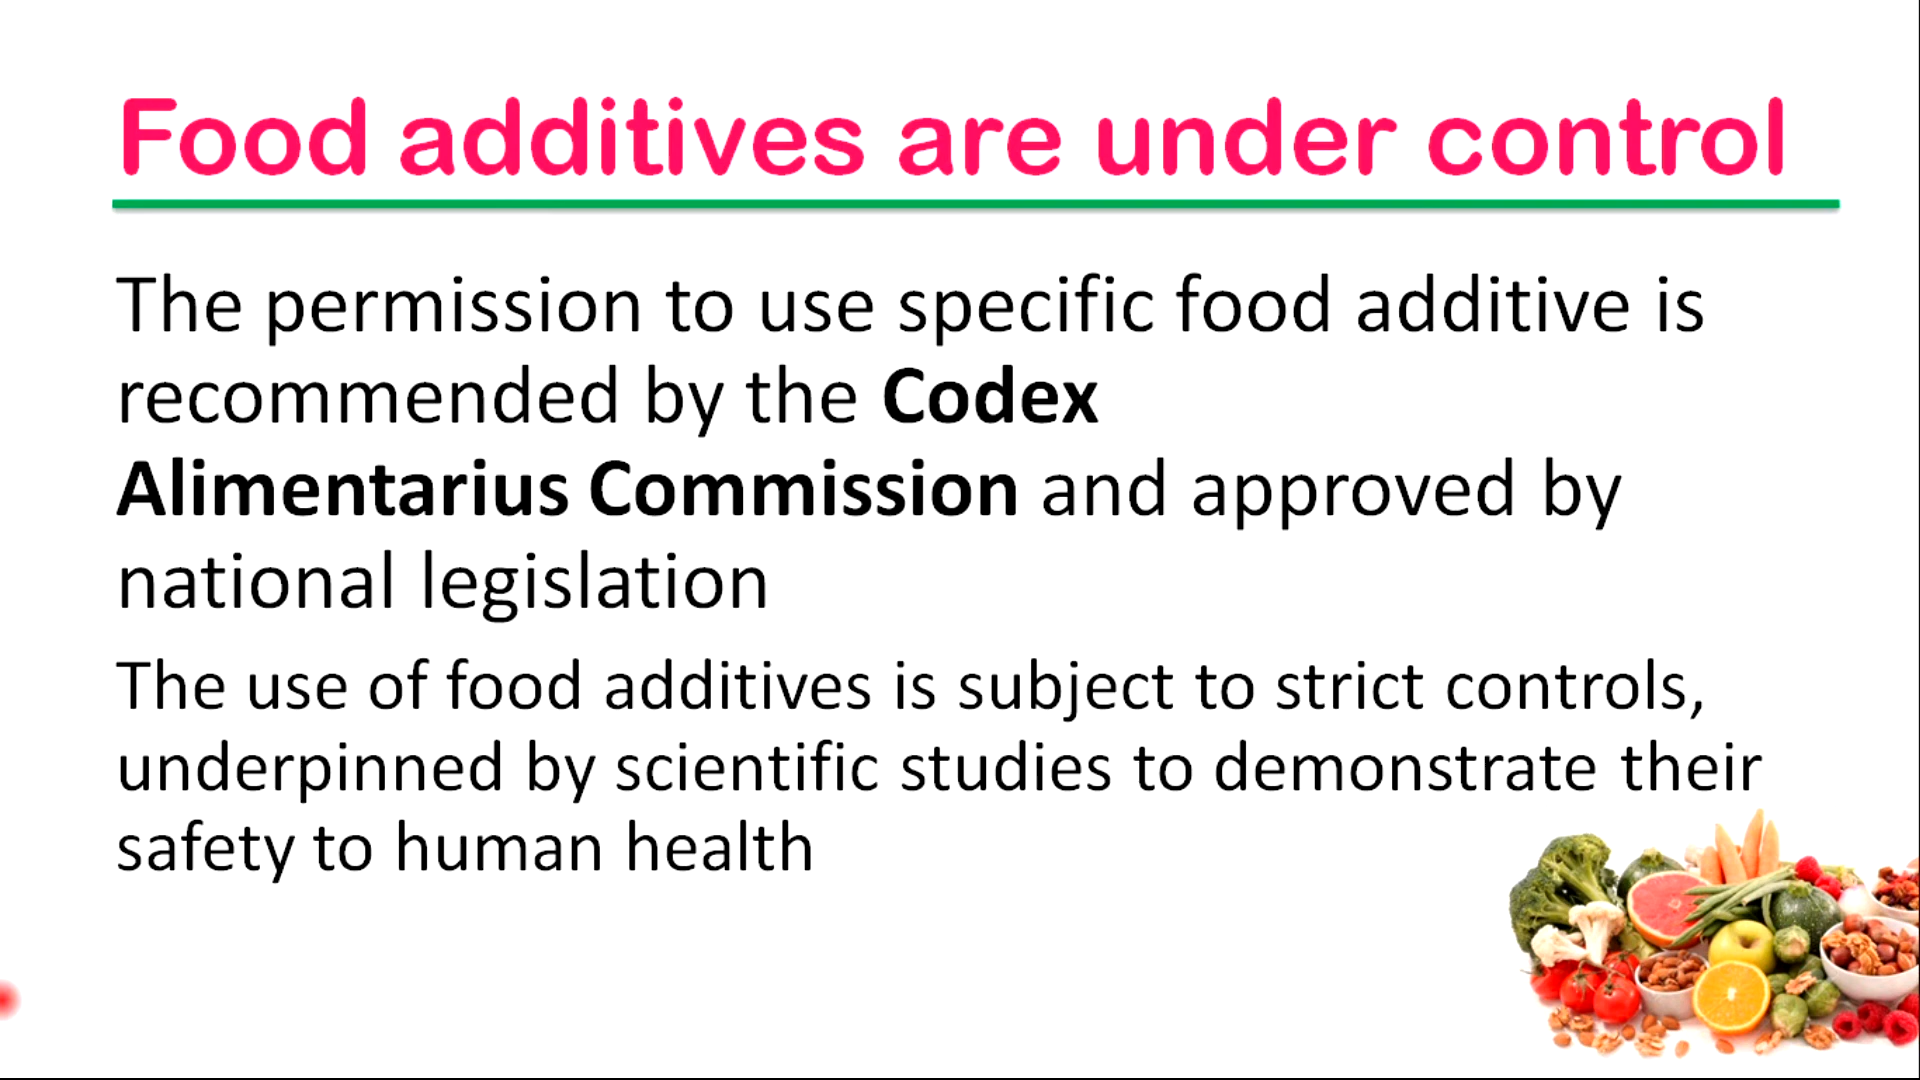 Food additives are under control
The permission to use specific food additive is
recommended by the Codex
Alimentarius Commission and approved by
national legislation
The use of food additives is subject to strict controls,
underpinned by scientific studies to demonstrate their
safety to human health